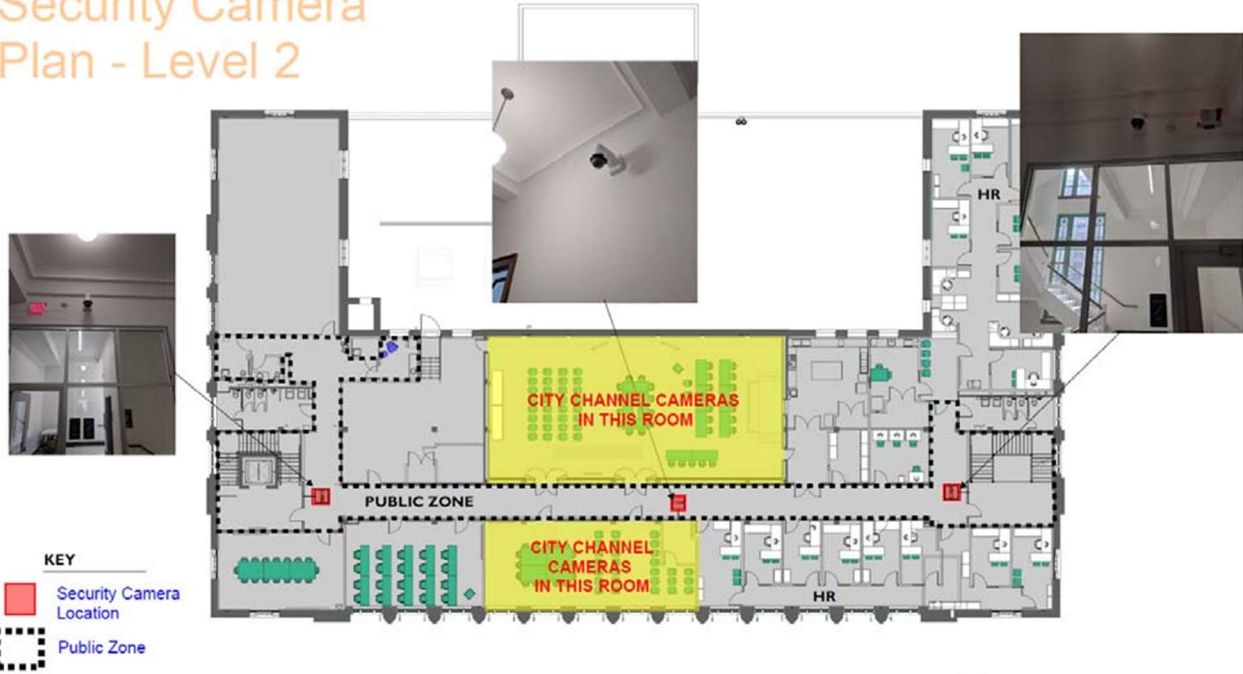 Security Camera
Plan - Level 2
HR
CITY CHANNEL CAMERAS
IN THIS ROOM
PUBLIC ZONE
CITY CHANNEL
CAMERAS
IN THIS ROOM
HR
KEY
Security Camera
Location
Public Zone